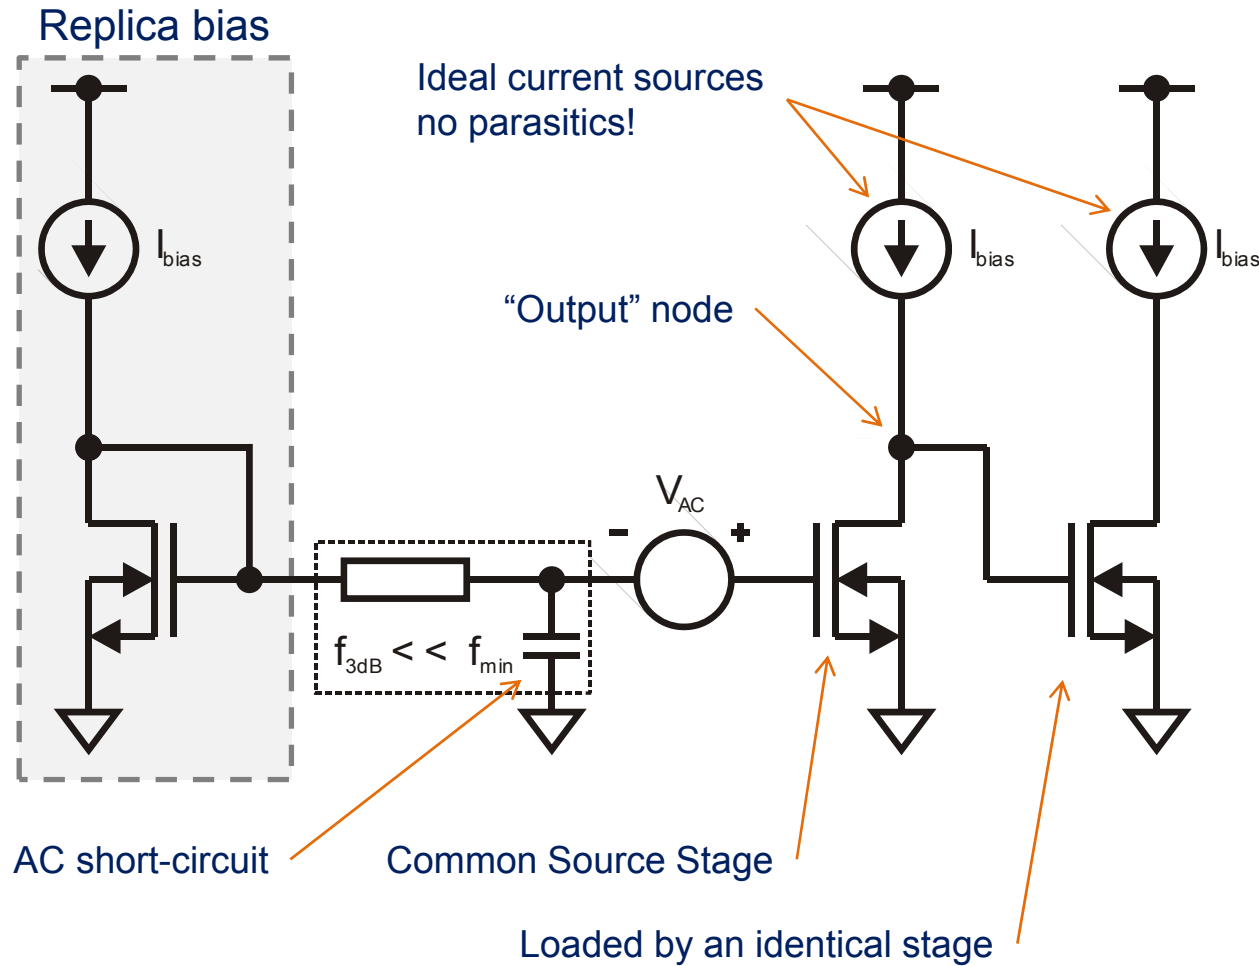 Replica bias
Ideal current sources
no parasitics!
Ibias
Ibias
Ibias
“Output” node
VAC
- +
f3dB < < fmin
AC short-circuit
Common Source Stage
Loaded by an identical stage